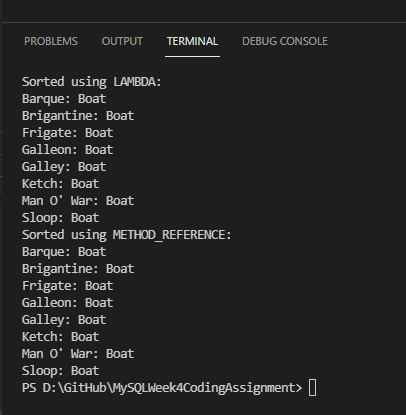 PROBLEMS OUTPUT TERMINAL DEBUG CONSOLE
Sorted using LAMBDA:
Barque: Boat
Brigantine: Boat
Frigate: Boat
Galleon: Boat
Galley: Boat
Ketch: Boat
Man O' War: Boat
Sloop: Boat
Sorted using METHOD_REFERENCE:
Barque: Boat
Brigantine: Boat
Frigate: Boat
Galleon: Boat
Galley: Boat
Ketch: Boat
Man O' War: Boat
Sloop: Boat
PS D:\GitHub\MySQLWeek4CodingAssignment>